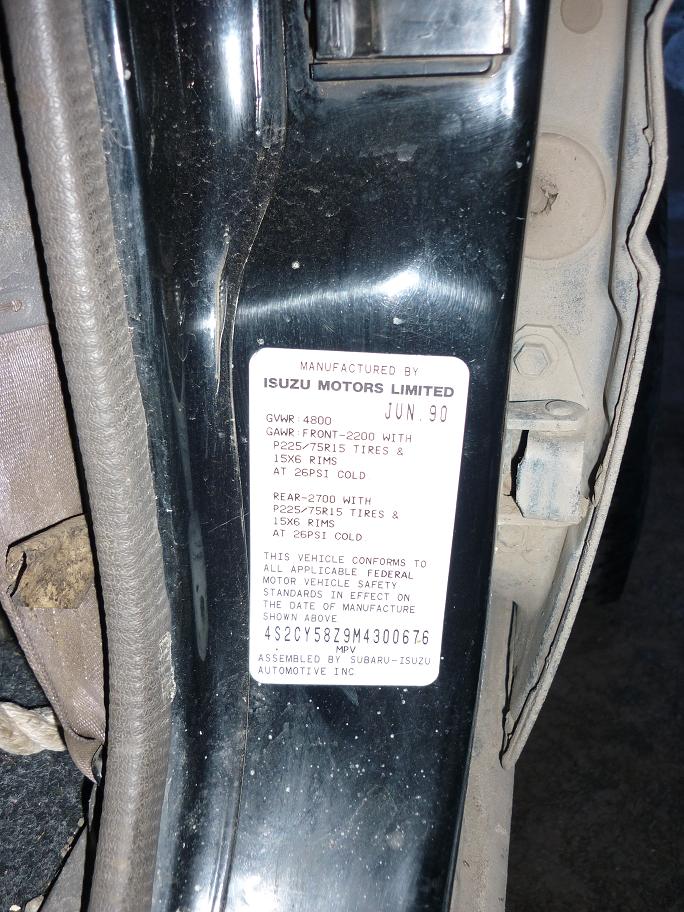 MANUFACTURED BY
ISUZU MOTORS LIMITED
JUN. 90
GVWR:4800
GAWR:FRONT-2200 WITH
P225/75R15 TIRES &
15X6 RIMS
AT 26PSI COLD
REAR-2700 WITH
P225/75R15 TIRES &
15X6 RIMS
AT 26PSI COLD
THIS VEHICLE CONFORMS TO
ALL APPLICABLE FEDERAL
MOTOR VEHICLE SAFETY
STANDARDS IN EFFECT ON
THE DATE OF MANUFACTURE
SHOWN ABOVE
4S2CY58Z9M4300676
MPV
ASSEMBLED BY SUBARU-ISUZU
AUTOMOTIVE INC